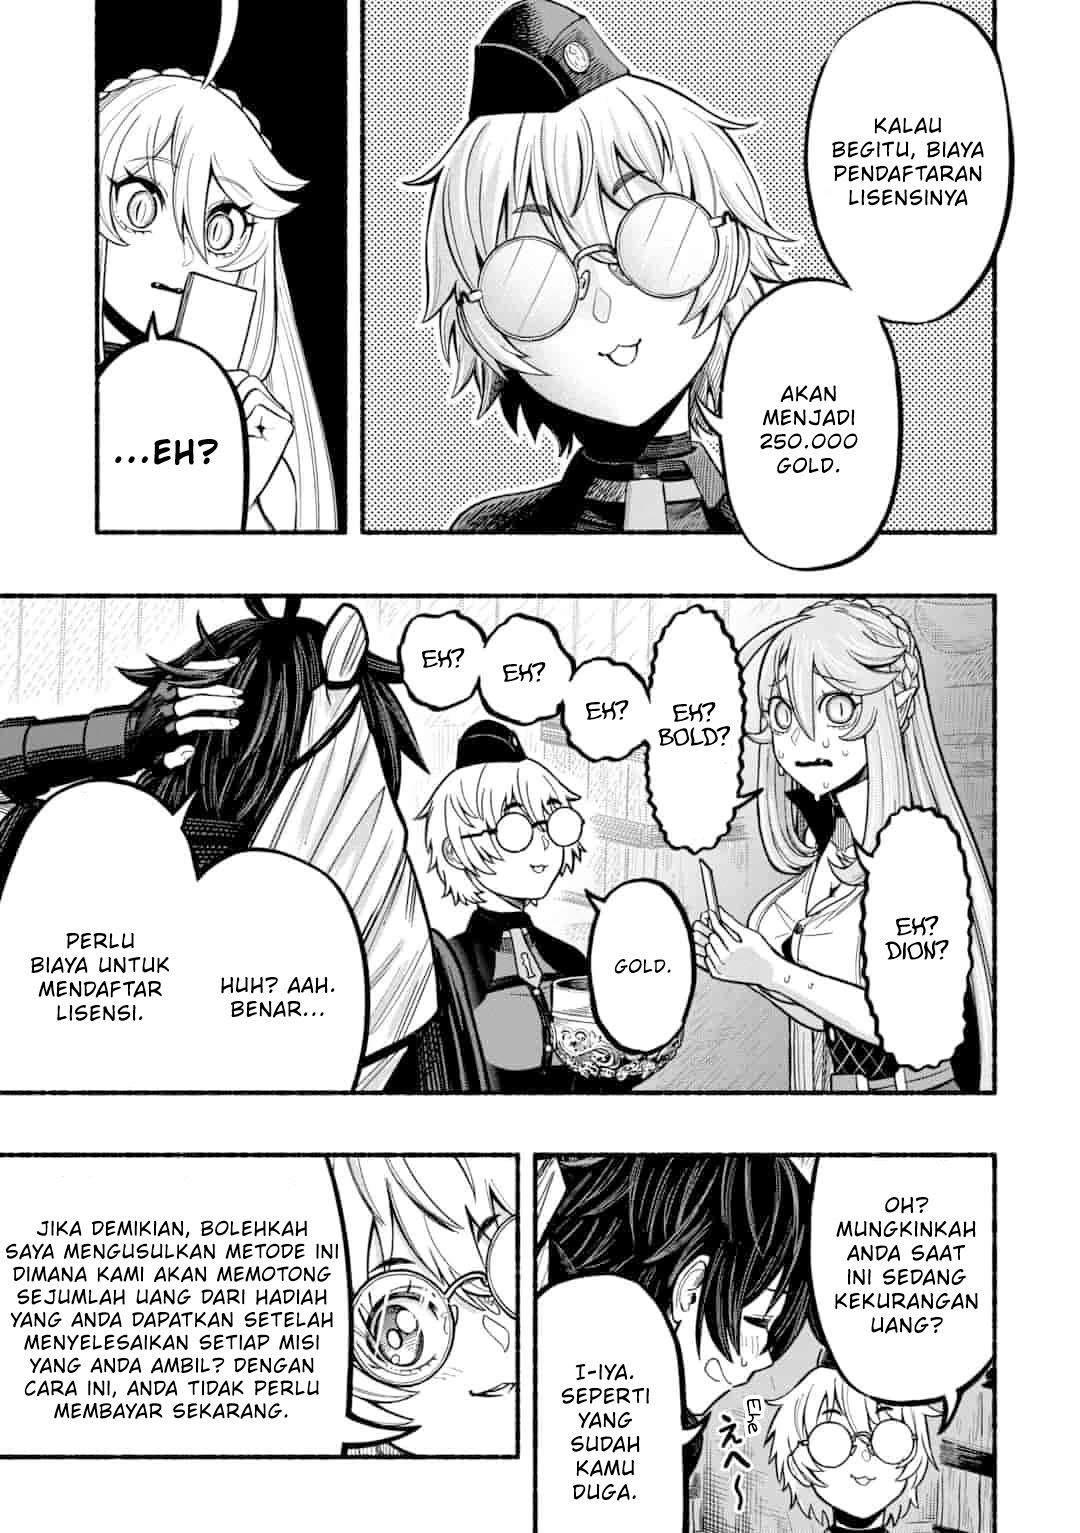 KALAU
BEGITU, BIAYA
PENDAFTARAN
LISENSINYA
AKAN
MENJADI
250.000
GOLD.
...EH?
EH?
DION?
EH?
BOLD?
EH?
EH?
EH?
GOLD.
HUH? AAH.
BENAR...
PERLU
BIAYA UNTUK
MENDAFTAR
LISENSI.
OH?
MUNGKINKAH
ANDA SAAT
INI SEDANG
KEKURANGAN
UANG?
Ehe
えへ〜
I-IYA.
SEPERTI
YANG
SUDAH
KAMU
DUGA.
JIKA DEMIKIAN, BOLEHKAH
SAYA MENGUSULKAN METODE INI
DIMANA KAMI AKAN MEMOTONG
SEJUMLAH UANG DARI HADIAH
YANG ANDA DAPATKAN SETELAH
MENYELESAIKAN SETIAP MISI
YANG ANDA AMBIL? DENGAN
CARA INI, ANDA TIDAK PERLU
MEMBAYAR SEKARANG.